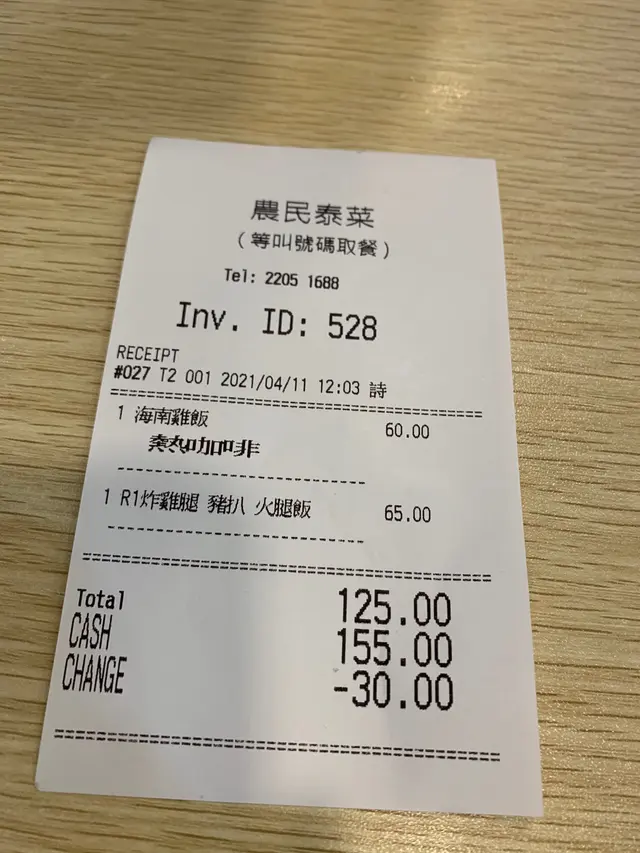 農民泰菜
(等叫號碼取餐)
Tel: 2205 1688
Inv. ID: 528
RECEIPT
#027 T2 001 2021/04/11 12:03 詩
1 海南雞飯 60.00
熱咖啡
1 R1炸雞腿 豬扒 火腿飯 65.00
Total 125.00
CASH 155.00
CHANGE -30.00